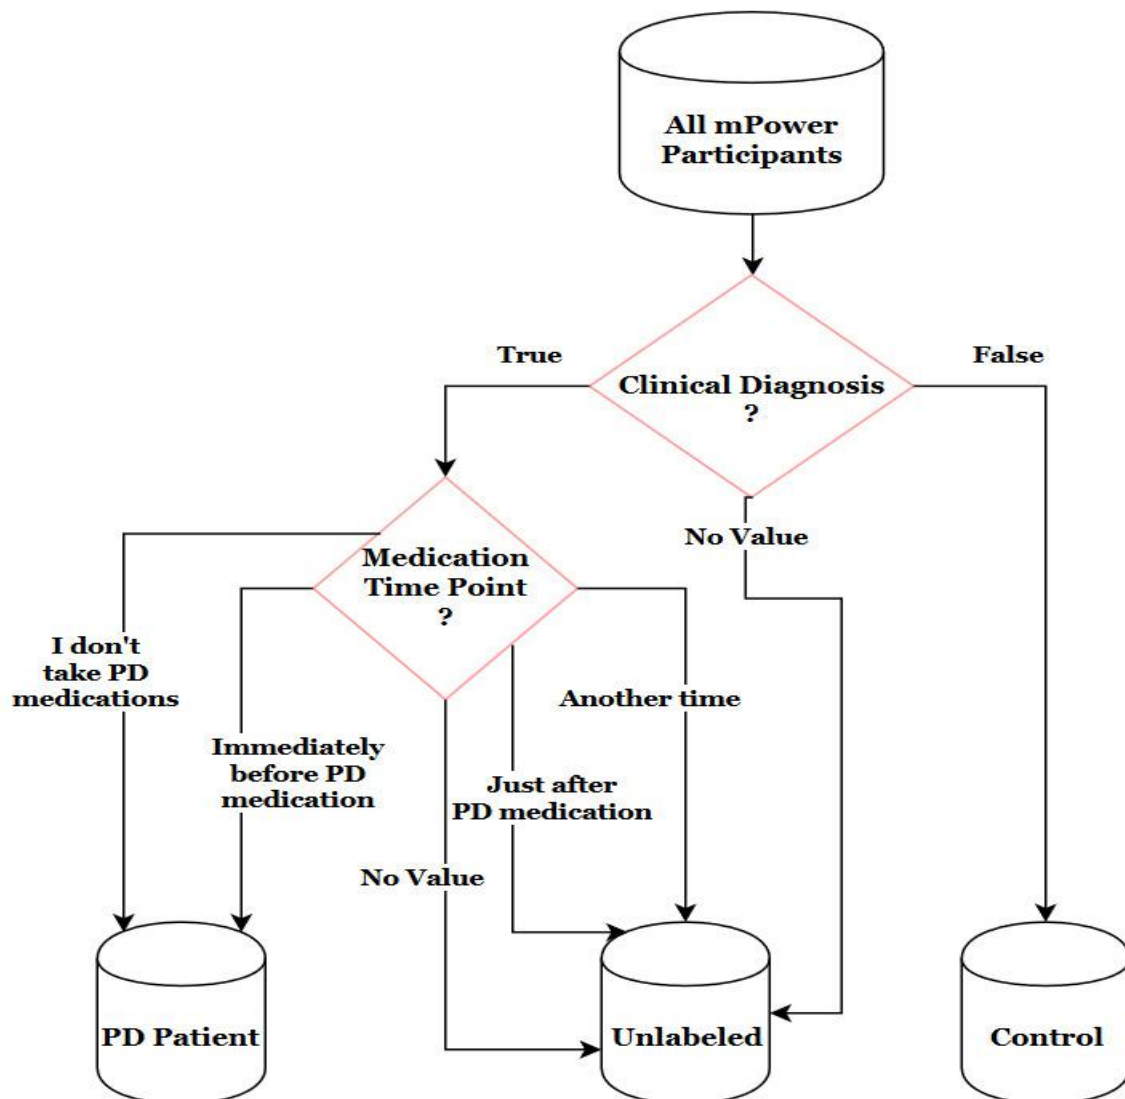 All mPower
Participants
True
False
Clinical Diagnosis
?
No Value
Medication
Time Point
?
I don't
take PD
medications
Another time
Immediately
before PD
medication
Just after
PD medication
No Value
PD Patient
Unlabeled
Control